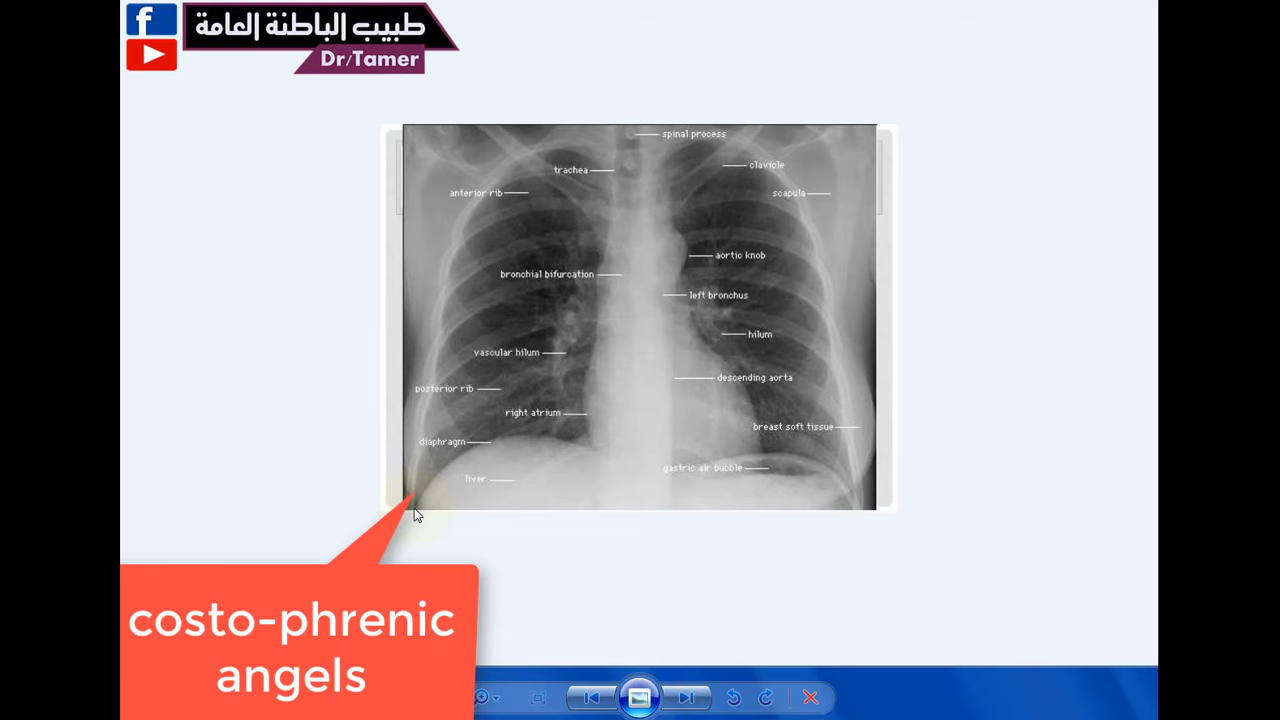 طبيب الباطنة العامة
Dr/Tamer
spinal process
clavicle
trachea
anterior rib
scapula
aortic knob
bronchial bifurcation
left bronchus
hilum
vascular hilum
descending aorta
posterior rib
right atrium
breast soft tissue
diaphragm
gastric air bubble
liver
costo-phrenic
angels